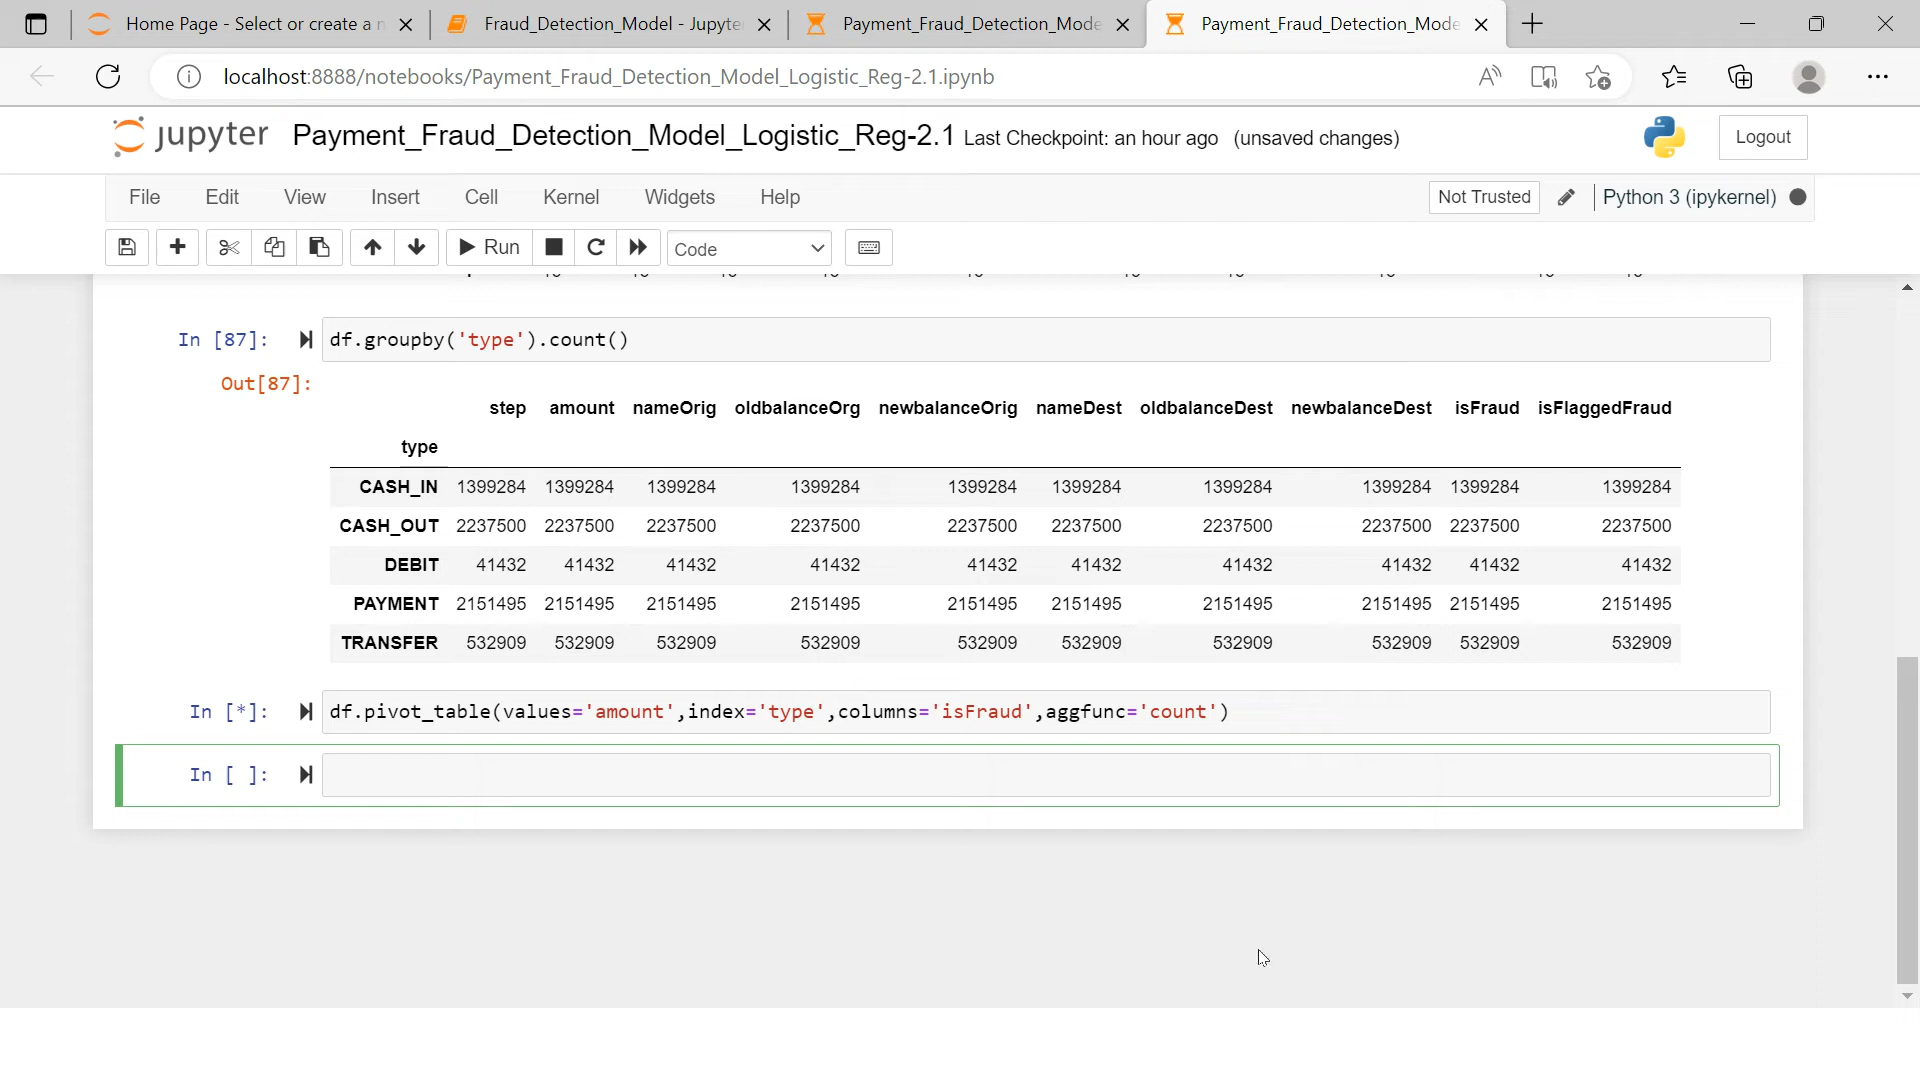 Home Page - Select or create a n
Fraud_Detection_Model - Jupyte
Payment_Fraud_Detection_Mode
Payment_Fraud_Detection_Mode
localhost:8888/notebooks/Payment_Fraud_Detection_Model_Logistic_Reg-2.1.ipynb
jupyter Payment_Fraud_Detection_Model_Logistic_Reg-2.1 Last Checkpoint: an hour ago (unsaved changes) Logout
File Edit View Insert Cell Kernel Widgets Help Not Trusted Python 3 (ipykernel)
Run Code
In [87]: df.groupby('type').count()
Out[87]:
step amount nameOrig oldbalanceOrg newbalanceOrig nameDest oldbalanceDest newbalanceDest isFraud isFlaggedFraud
type
CASH_IN 1399284 1399284 1399284 1399284 1399284 1399284 1399284 1399284 1399284 1399284
CASH_OUT 2237500 2237500 2237500 2237500 2237500 2237500 2237500 2237500 2237500 2237500
DEBIT 41432 41432 41432 41432 41432 41432 41432 41432 41432 41432
PAYMENT 2151495 2151495 2151495 2151495 2151495 2151495 2151495 2151495 2151495 2151495
TRANSFER 532909 532909 532909 532909 532909 532909 532909 532909 532909 532909
In [*]: df.pivot_table(values='amount',index='type',columns='isFraud',aggfunc='count')
In [ ]: